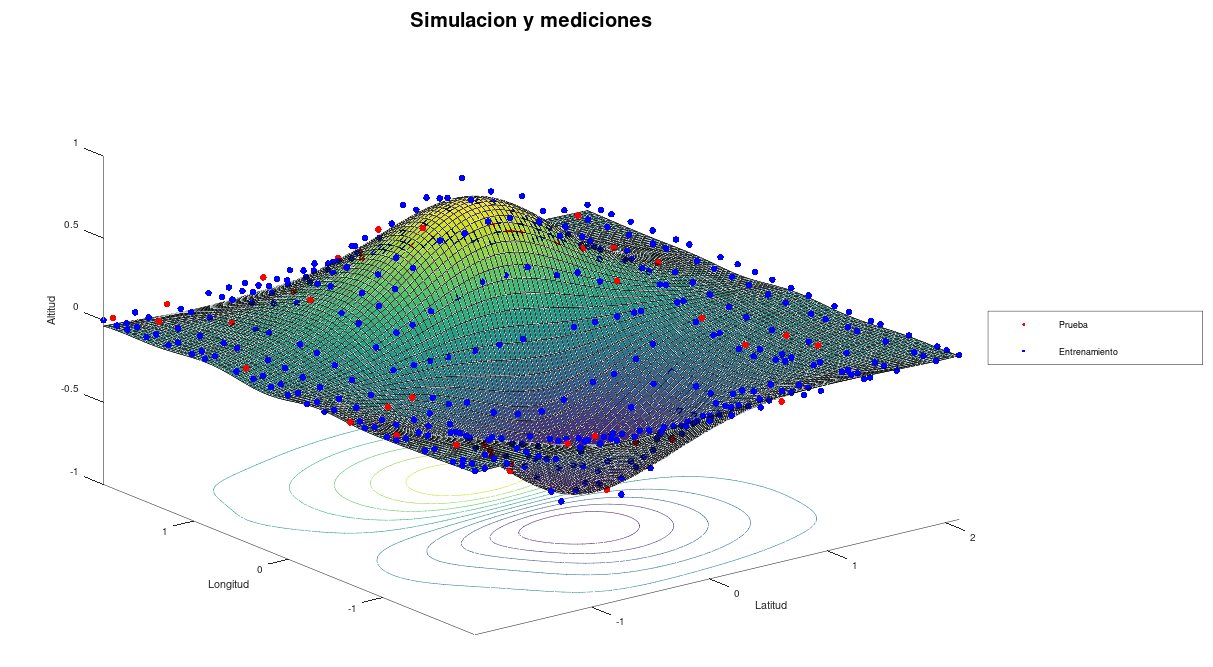 Simulacion y mediciones
1
0.5
0
-0.5
-1
Altitud
1
0
-1
Longitud
2
1
0
-1
Latitud
Prueba
Entrenamiento